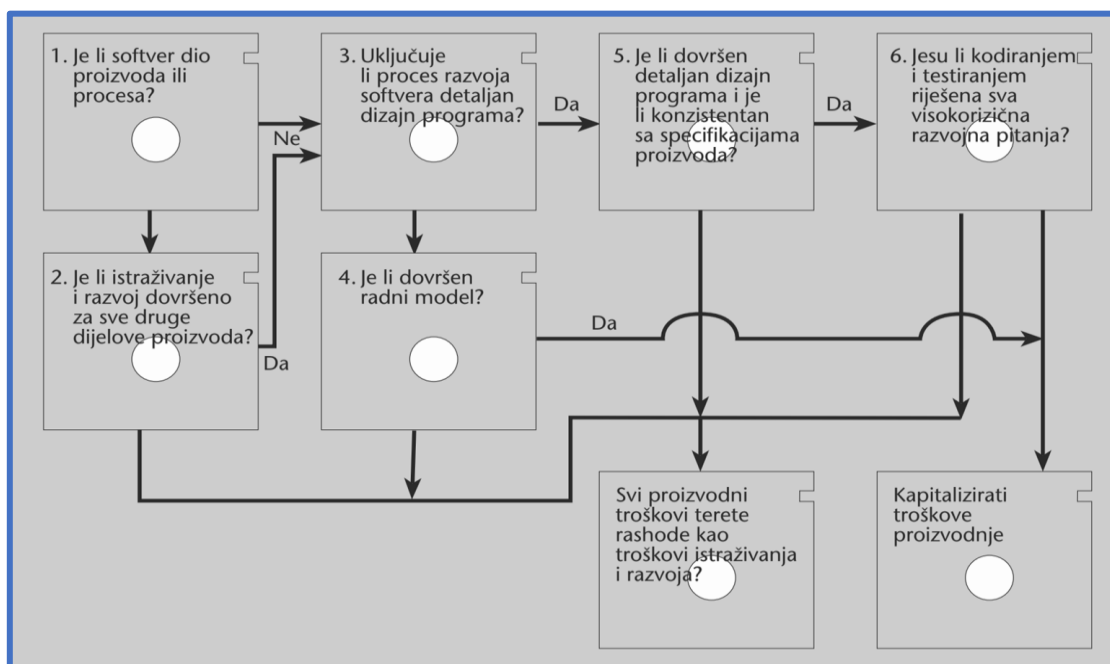 1. Je li softver dio
proizvoda ili
procesa?
Ne
3. Uključuje
li proces razvoja
softvera detaljan
dizajn programa?
Da
5. Je li dovršen
detaljan dizajn
programa i je
li konzistentan
sa specifikacijama
proizvoda?
Da
6. Jesu li kodiranjem
i testiranjem
riješena sva
visokorizična
razvojna pitanja?
2. Je li istraživanje
i razvoj dovršeno
za sve druge
dijelove proizvoda?
Da
4. Je li dovršen
radni model?
Da
Svi proizvodni
troškovi terete
rashode kao
troškovi istraživanja
i razvoja?
Kapitalizirati
troškove
proizvodnje